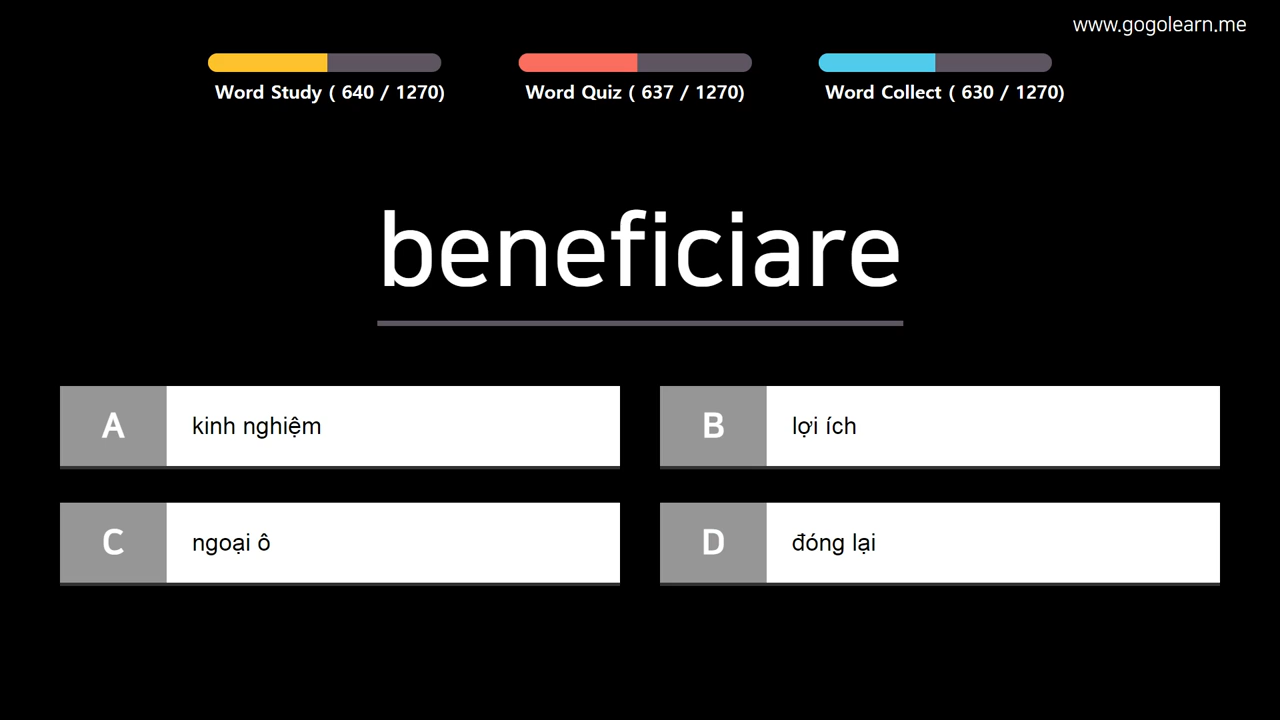 www.gogolearn.me
Word Study ( 640 / 1270)
Word Quiz ( 637 / 1270)
Word Collect ( 630 / 1270)
beneficiare
A kinh nghiệm
B lợi ích
C ngoại ô
D đóng lại